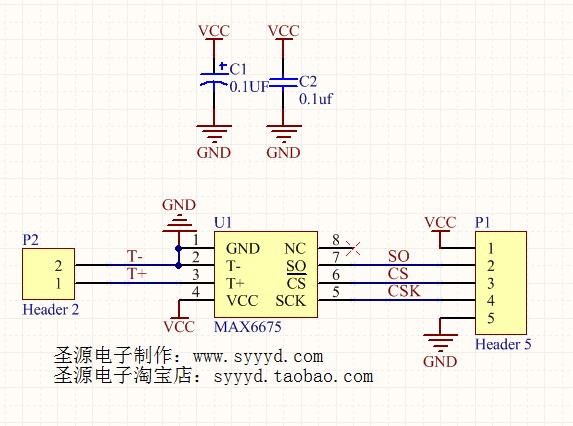 VCC VCC
C1 C2
0.1UF 0.1uf
GND GND
GND
P2 U1 VCC P1
1 GND NC 8 1
2 T- 2 T- SO 7 SO 2
1 T+ 3 T+ CS 6 CS 3
4 VCC SCK 5 CSK 4
5
Header 2 VCC MAX6675 GND Header 5
圣源电子制作：www.syyyd.com
圣源电子淘宝店：syyyd.taobao.com